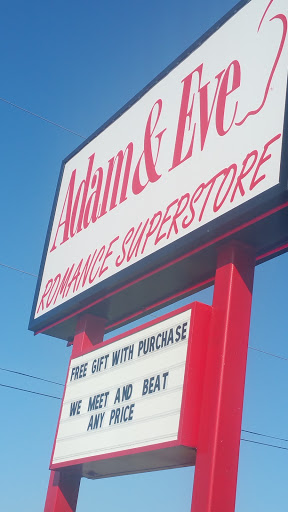 Adam & Eve
ROMANCE SUPERSTORE
FREE GIFT WITH PURCHASE
WE MEET AND BEAT
ANY PRICE